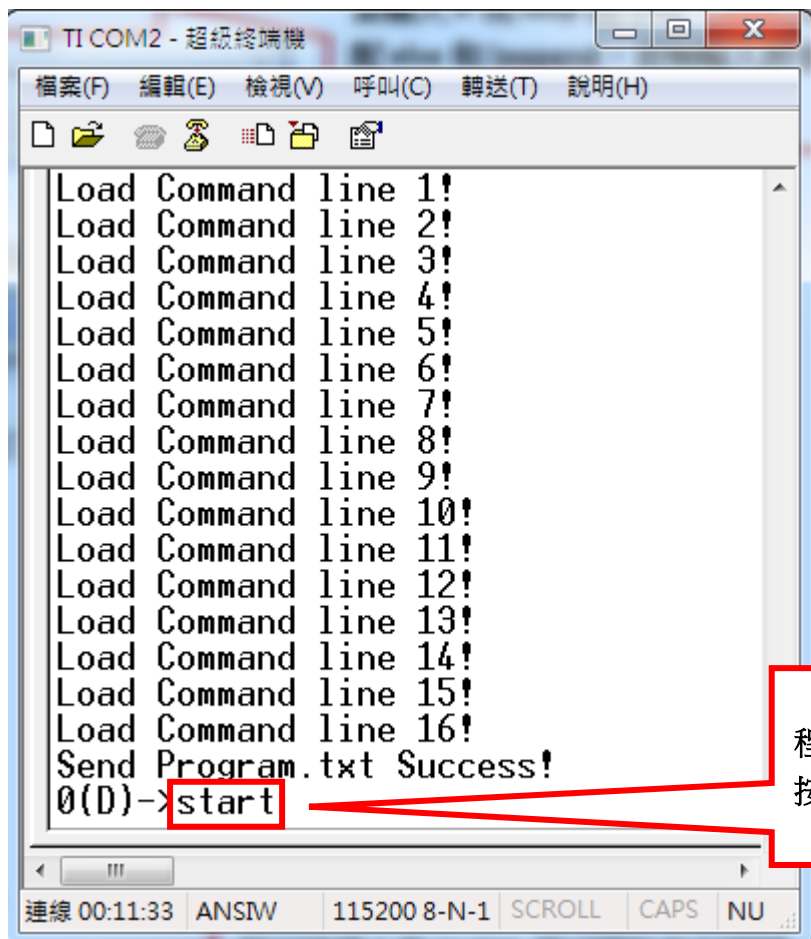 TI COM2 - 超級終端機
檔案(F) 編輯(E) 檢視(V) 呼叫(C) 轉送(T) 說明(H)
Load Command line 1!
Load Command line 2!
Load Command line 3!
Load Command line 4!
Load Command line 5!
Load Command line 6!
Load Command line 7!
Load Command line 8!
Load Command line 9!
Load Command line 10!
Load Command line 11!
Load Command line 12!
Load Command line 13!
Load Command line 14!
Load Command line 15!
Load Command line 16!
Send Program.txt Success!
0(D)->start
連線 00:11:33 ANSIW 115200 8-N-1 SCROLL CAPS NU